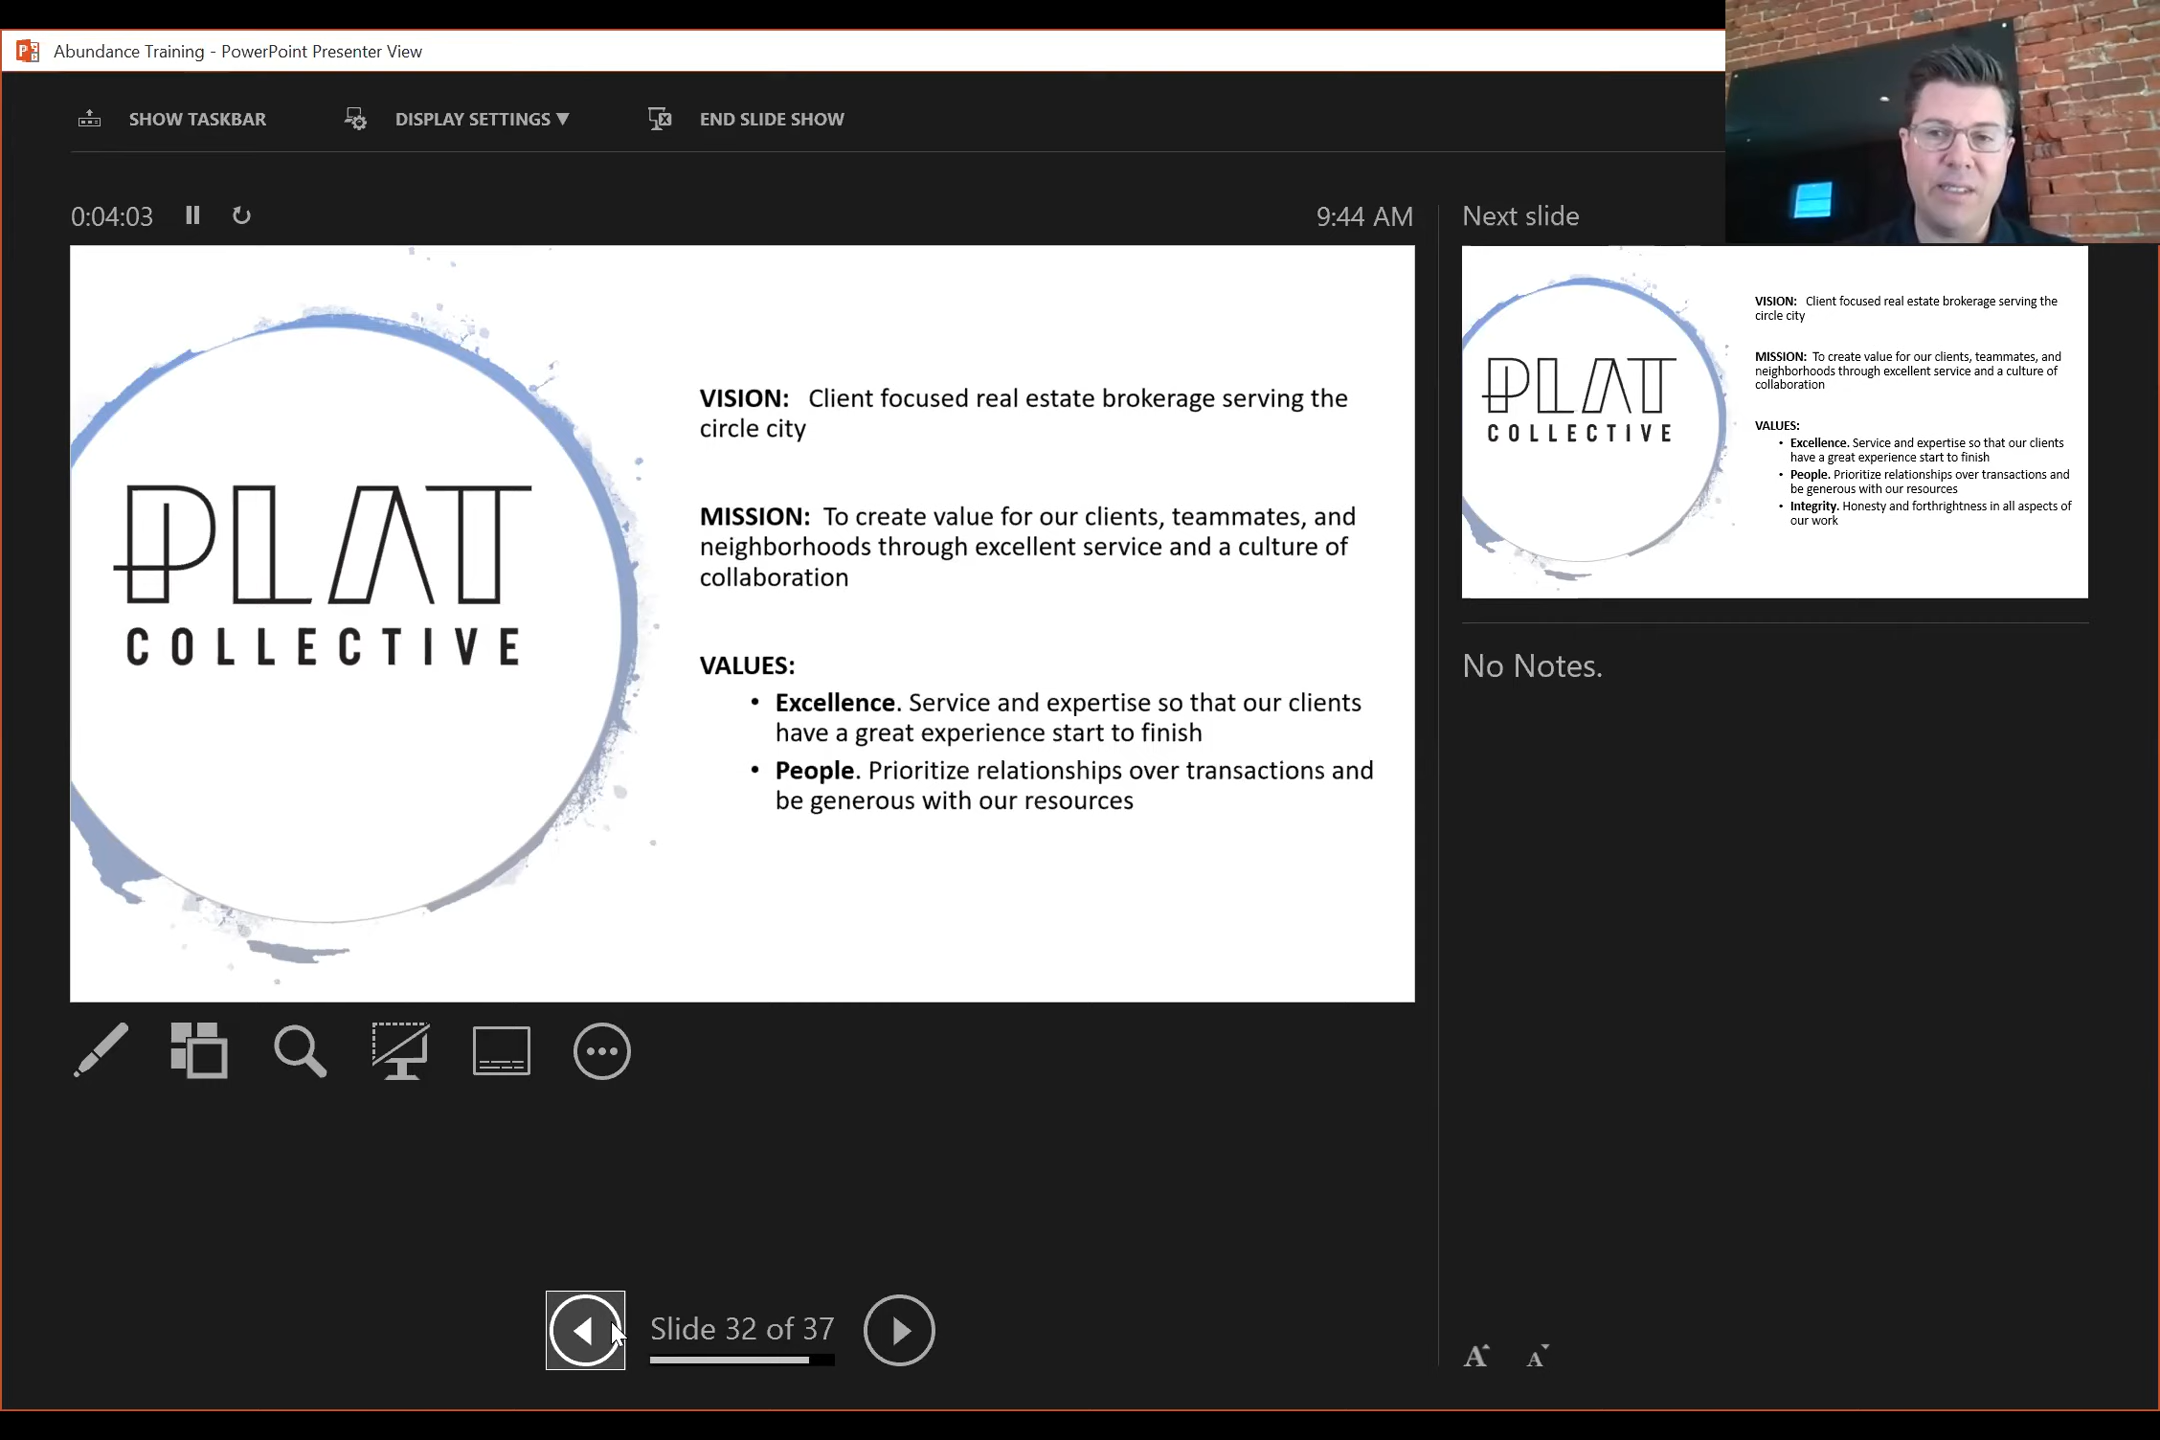 Abundance Training - PowerPoint Presenter View
SHOW TASKBAR
DISPLAY SETTINGS ▼
END SLIDE SHOW
0:04:03
9:44 AM
PLAT
COLLECTIVE
VISION: Client focused real estate brokerage serving the
circle city
MISSION: To create value for our clients, teammates, and
neighborhoods through excellent service and a culture of
collaboration
VALUES:
• Excellence. Service and expertise so that our clients
have a great experience start to finish
• People. Prioritize relationships over transactions and
be generous with our resources
Slide 32 of 37
Next slide
PLAT
COLLECTIVE
VISION: Client focused real estate brokerage serving the
circle city
MISSION: To create value for our clients, teammates, and
neighborhoods through excellent service and a culture of
collaboration
VALUES:
• Excellence. Service and expertise so that our clients
have a great experience start to finish
• People. Prioritize relationships over transactions and
be generous with our resources
• Integrity. Honesty and forthrightness in all aspects of
our work
No Notes.
A A